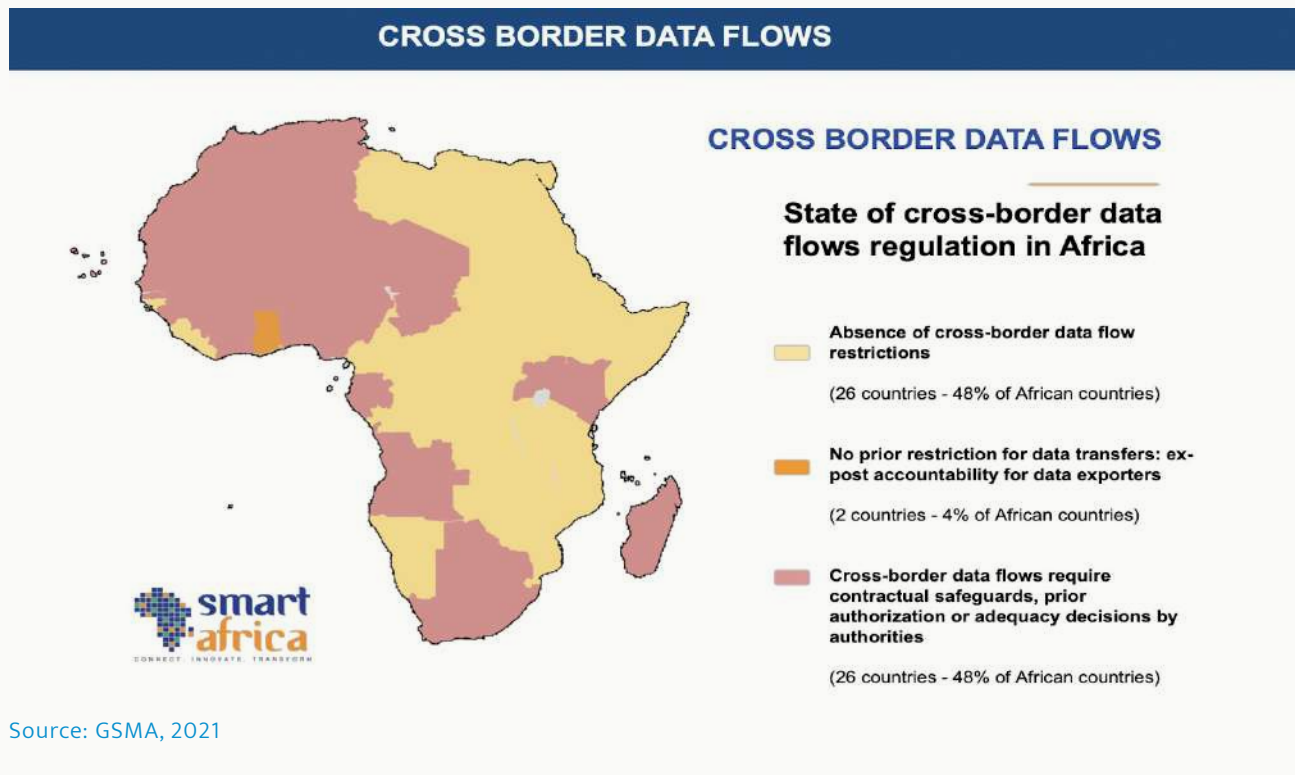 CROSS BORDER DATA FLOWS
CROSS BORDER DATA FLOWS
State of cross-border data
flows regulation in Africa
Absence of cross-border data flow
restrictions
(26 countries - 48% of African countries)
No prior restriction for data transfers: ex-
post accountability for data exporters
(2 countries - 4% of African countries)
Cross-border data flows require
contractual safeguards, prior
authorization or adequacy decisions by
authorities
(26 countries - 48% of African countries)
smart
africa
CONNECT. INNOVATE. TRANSFORM
Source: GSMA, 2021